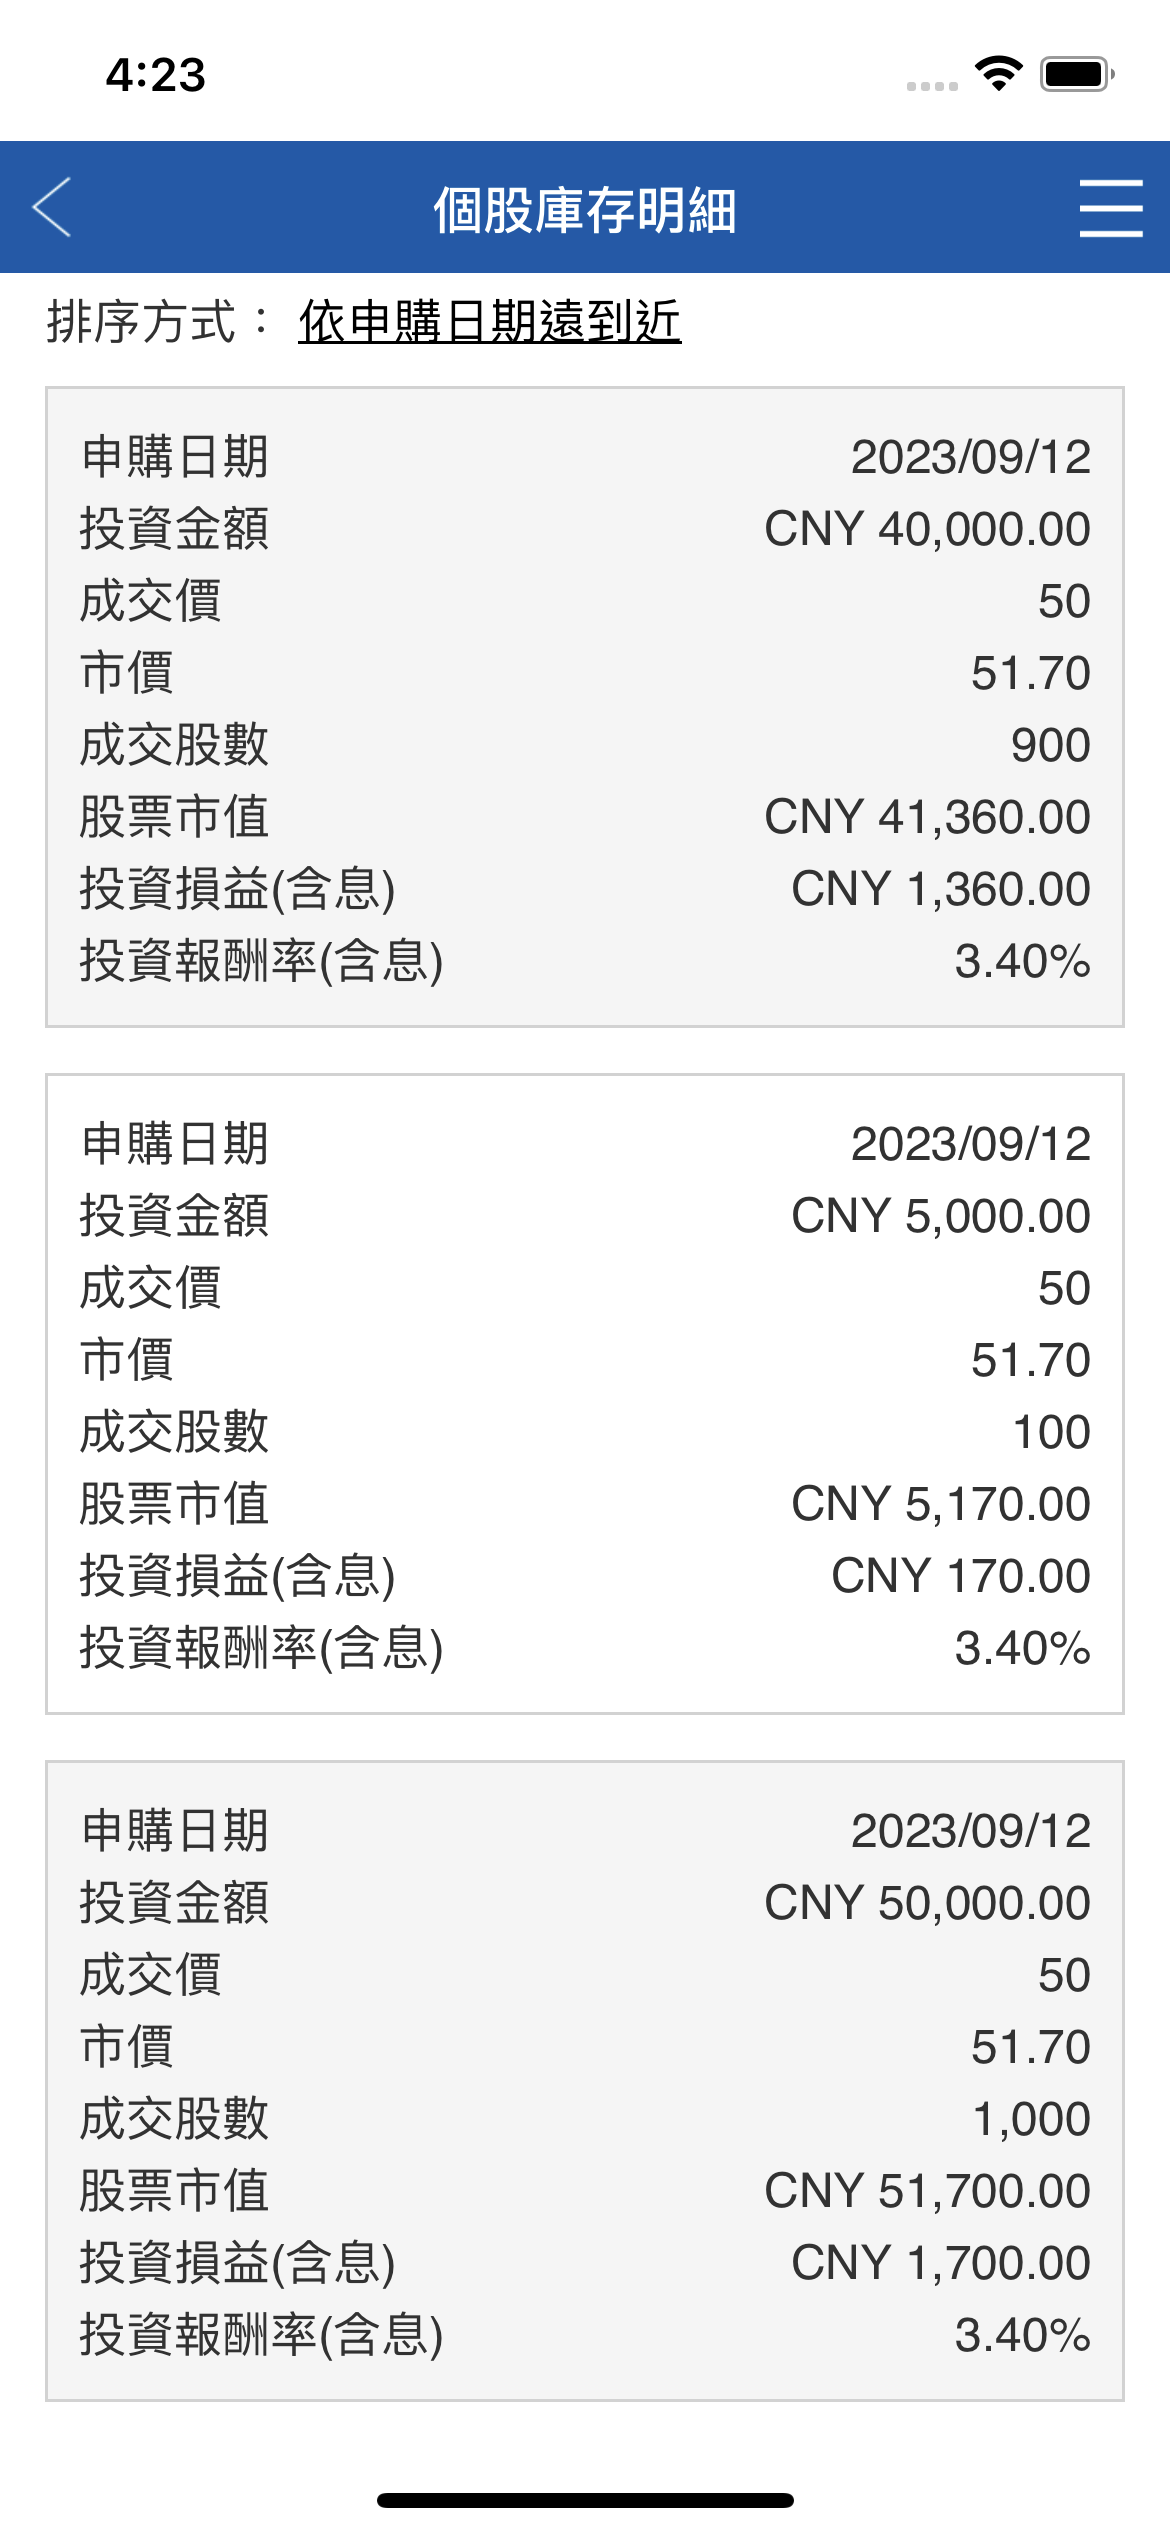 4:23
個股庫存明細
排序方式： 依申購日期遠到近
申購日期 2023/09/12
投資金額 CNY 40,000.00
成交價 50
市價 51.70
成交股數 900
股票市值 CNY 41,360.00
投資損益(含息) CNY 1,360.00
投資報酬率(含息) 3.40%
申購日期 2023/09/12
投資金額 CNY 5,000.00
成交價 50
市價 51.70
成交股數 100
股票市值 CNY 5,170.00
投資損益(含息) CNY 170.00
投資報酬率(含息) 3.40%
申購日期 2023/09/12
投資金額 CNY 50,000.00
成交價 50
市價 51.70
成交股數 1,000
股票市值 CNY 51,700.00
投資損益(含息) CNY 1,700.00
投資報酬率(含息) 3.40%